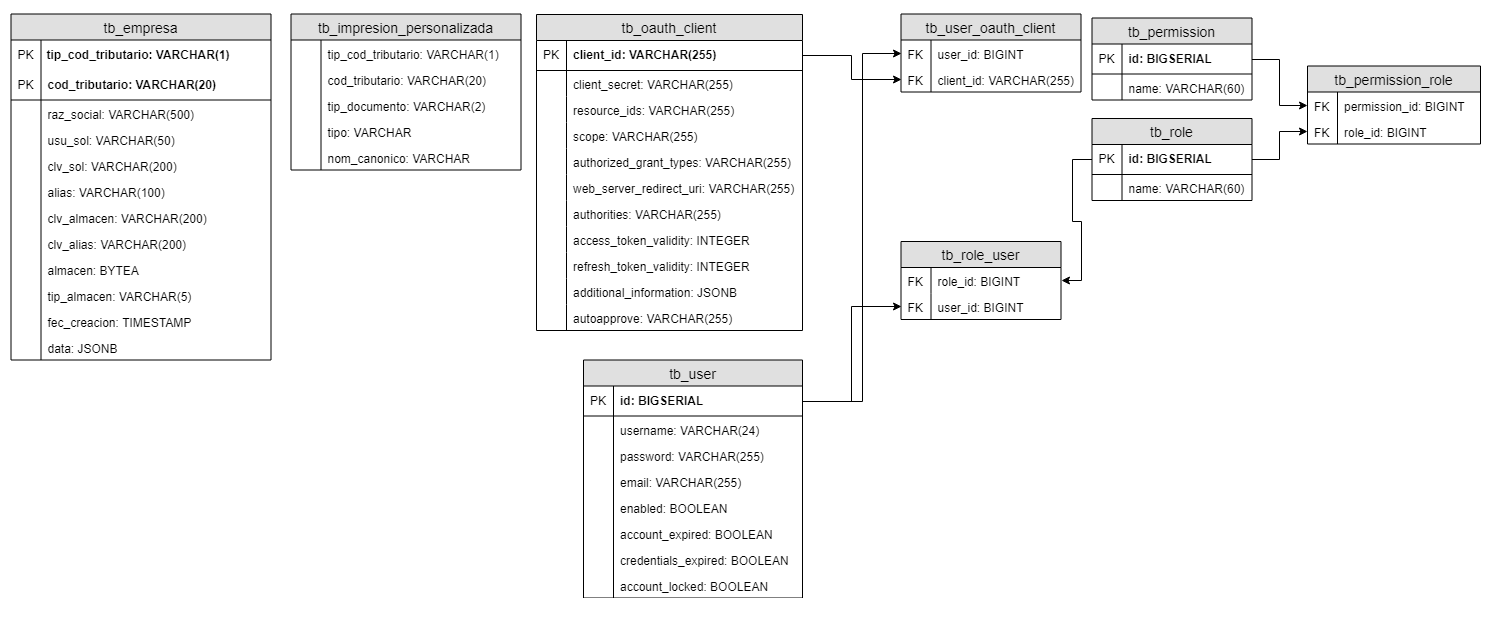 tb_empresa
PK tip_cod_tributario: VARCHAR(1)
PK cod_tributario: VARCHAR(20)
raz_social: VARCHAR(500)
usu_sol: VARCHAR(50)
clv_sol: VARCHAR(200)
alias: VARCHAR(100)
clv_almacen: VARCHAR(200)
clv_alias: VARCHAR(200)
almacen: BYTEA
tip_almacen: VARCHAR(5)
fec_creacion: TIMESTAMP
data: JSONB
tb_impresion_personalizada
tip_cod_tributario: VARCHAR(1)
cod_tributario: VARCHAR(20)
tip_documento: VARCHAR(2)
tipo: VARCHAR
nom_canonico: VARCHAR
tb_oauth_client
PK client_id: VARCHAR(255)
client_secret: VARCHAR(255)
resource_ids: VARCHAR(255)
scope: VARCHAR(255)
authorized_grant_types: VARCHAR(255)
web_server_redirect_uri: VARCHAR(255)
authorities: VARCHAR(255)
access_token_validity: INTEGER
refresh_token_validity: INTEGER
additional_information: JSONB
autoapprove: VARCHAR(255)
tb_user
PK id: BIGSERIAL
username: VARCHAR(24)
password: VARCHAR(255)
email: VARCHAR(255)
enabled: BOOLEAN
account_expired: BOOLEAN
credentials_expired: BOOLEAN
account_locked: BOOLEAN
tb_user_oauth_client
FK user_id: BIGINT
FK client_id: VARCHAR(255)
tb_role_user
FK role_id: BIGINT
FK user_id: BIGINT
tb_permission
PK id: BIGSERIAL
name: VARCHAR(60)
tb_role
PK id: BIGSERIAL
name: VARCHAR(60)
tb_permission_role
FK permission_id: BIGINT
FK role_id: BIGINT